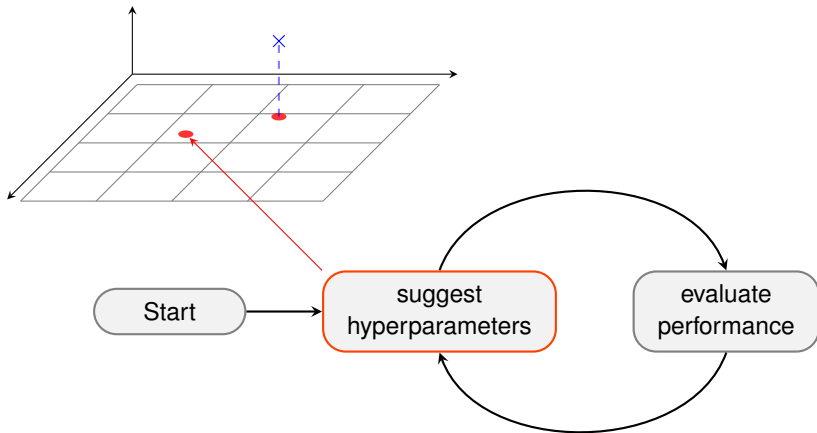 Start
suggest
hyperparameters
evaluate
performance